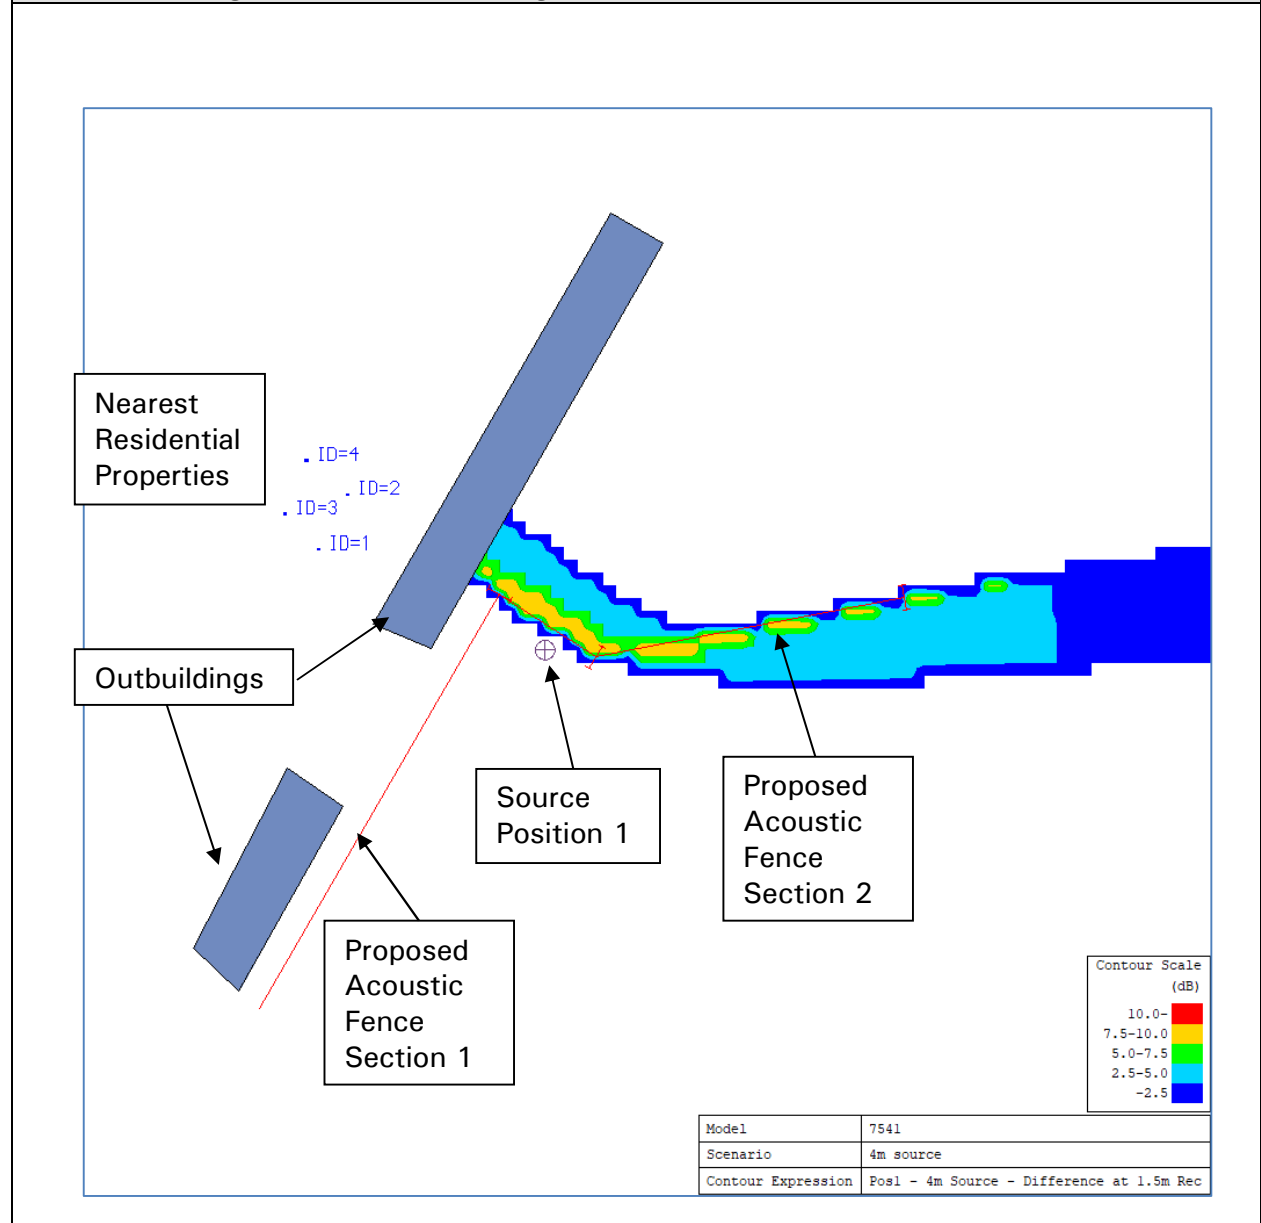 Nearest
Residential
Properties
ID=4
ID=2
ID=3
ID=1
Outbuildings
Source
Position 1
Proposed
Acoustic
Fence
Section 2
Proposed
Acoustic
Fence
Section 1
Contour Scale
(dB)
10.0-
7.5-10.0
5.0-7.5
2.5-5.0
-2.5
Model 7541
Scenario 4m source
Contour Expression Pos1 - 4m Source - Difference at 1.5m Rec